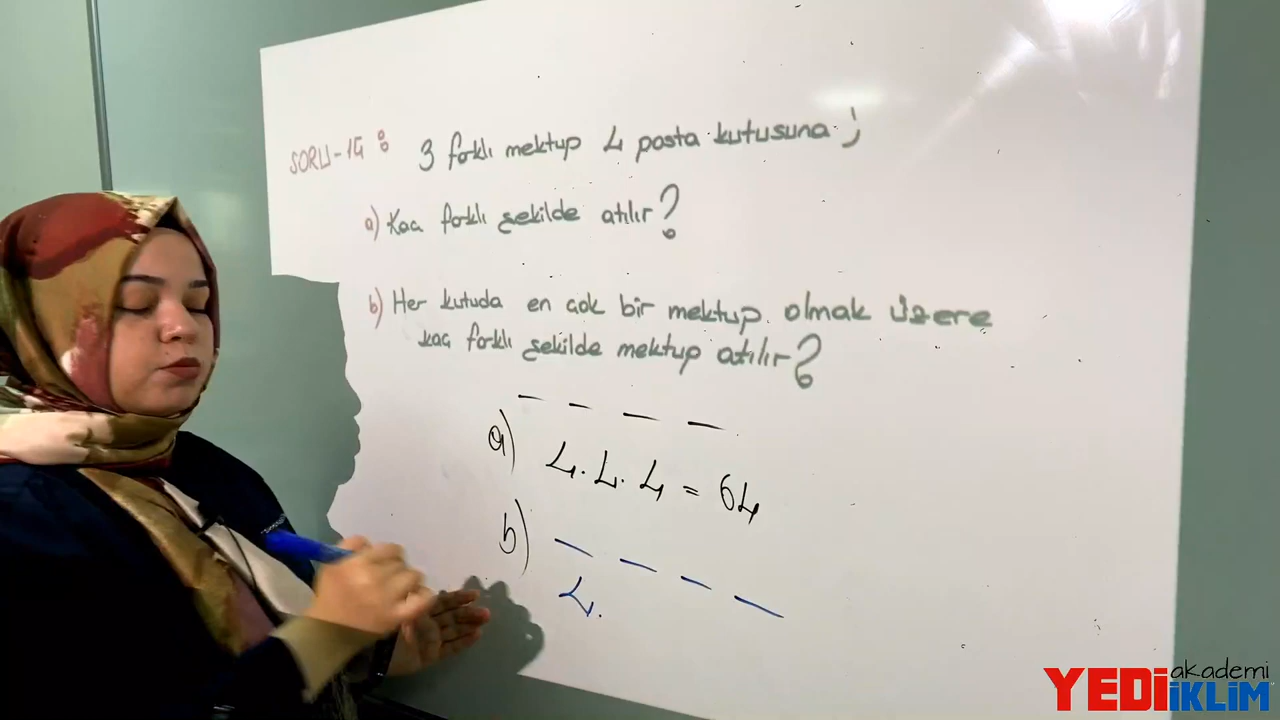 SORU-14 : 3 farklı mektup 4 posta kutusuna ;
a) Kaç farklı şekilde atılır ?
b) Her kutuda en çok bir mektup olmak üzere
kaç farklı şekilde mektup atılır ?
a) 4 . 4 . 4 = 64
b)
4 .
YEDİ akademi
İKLİM